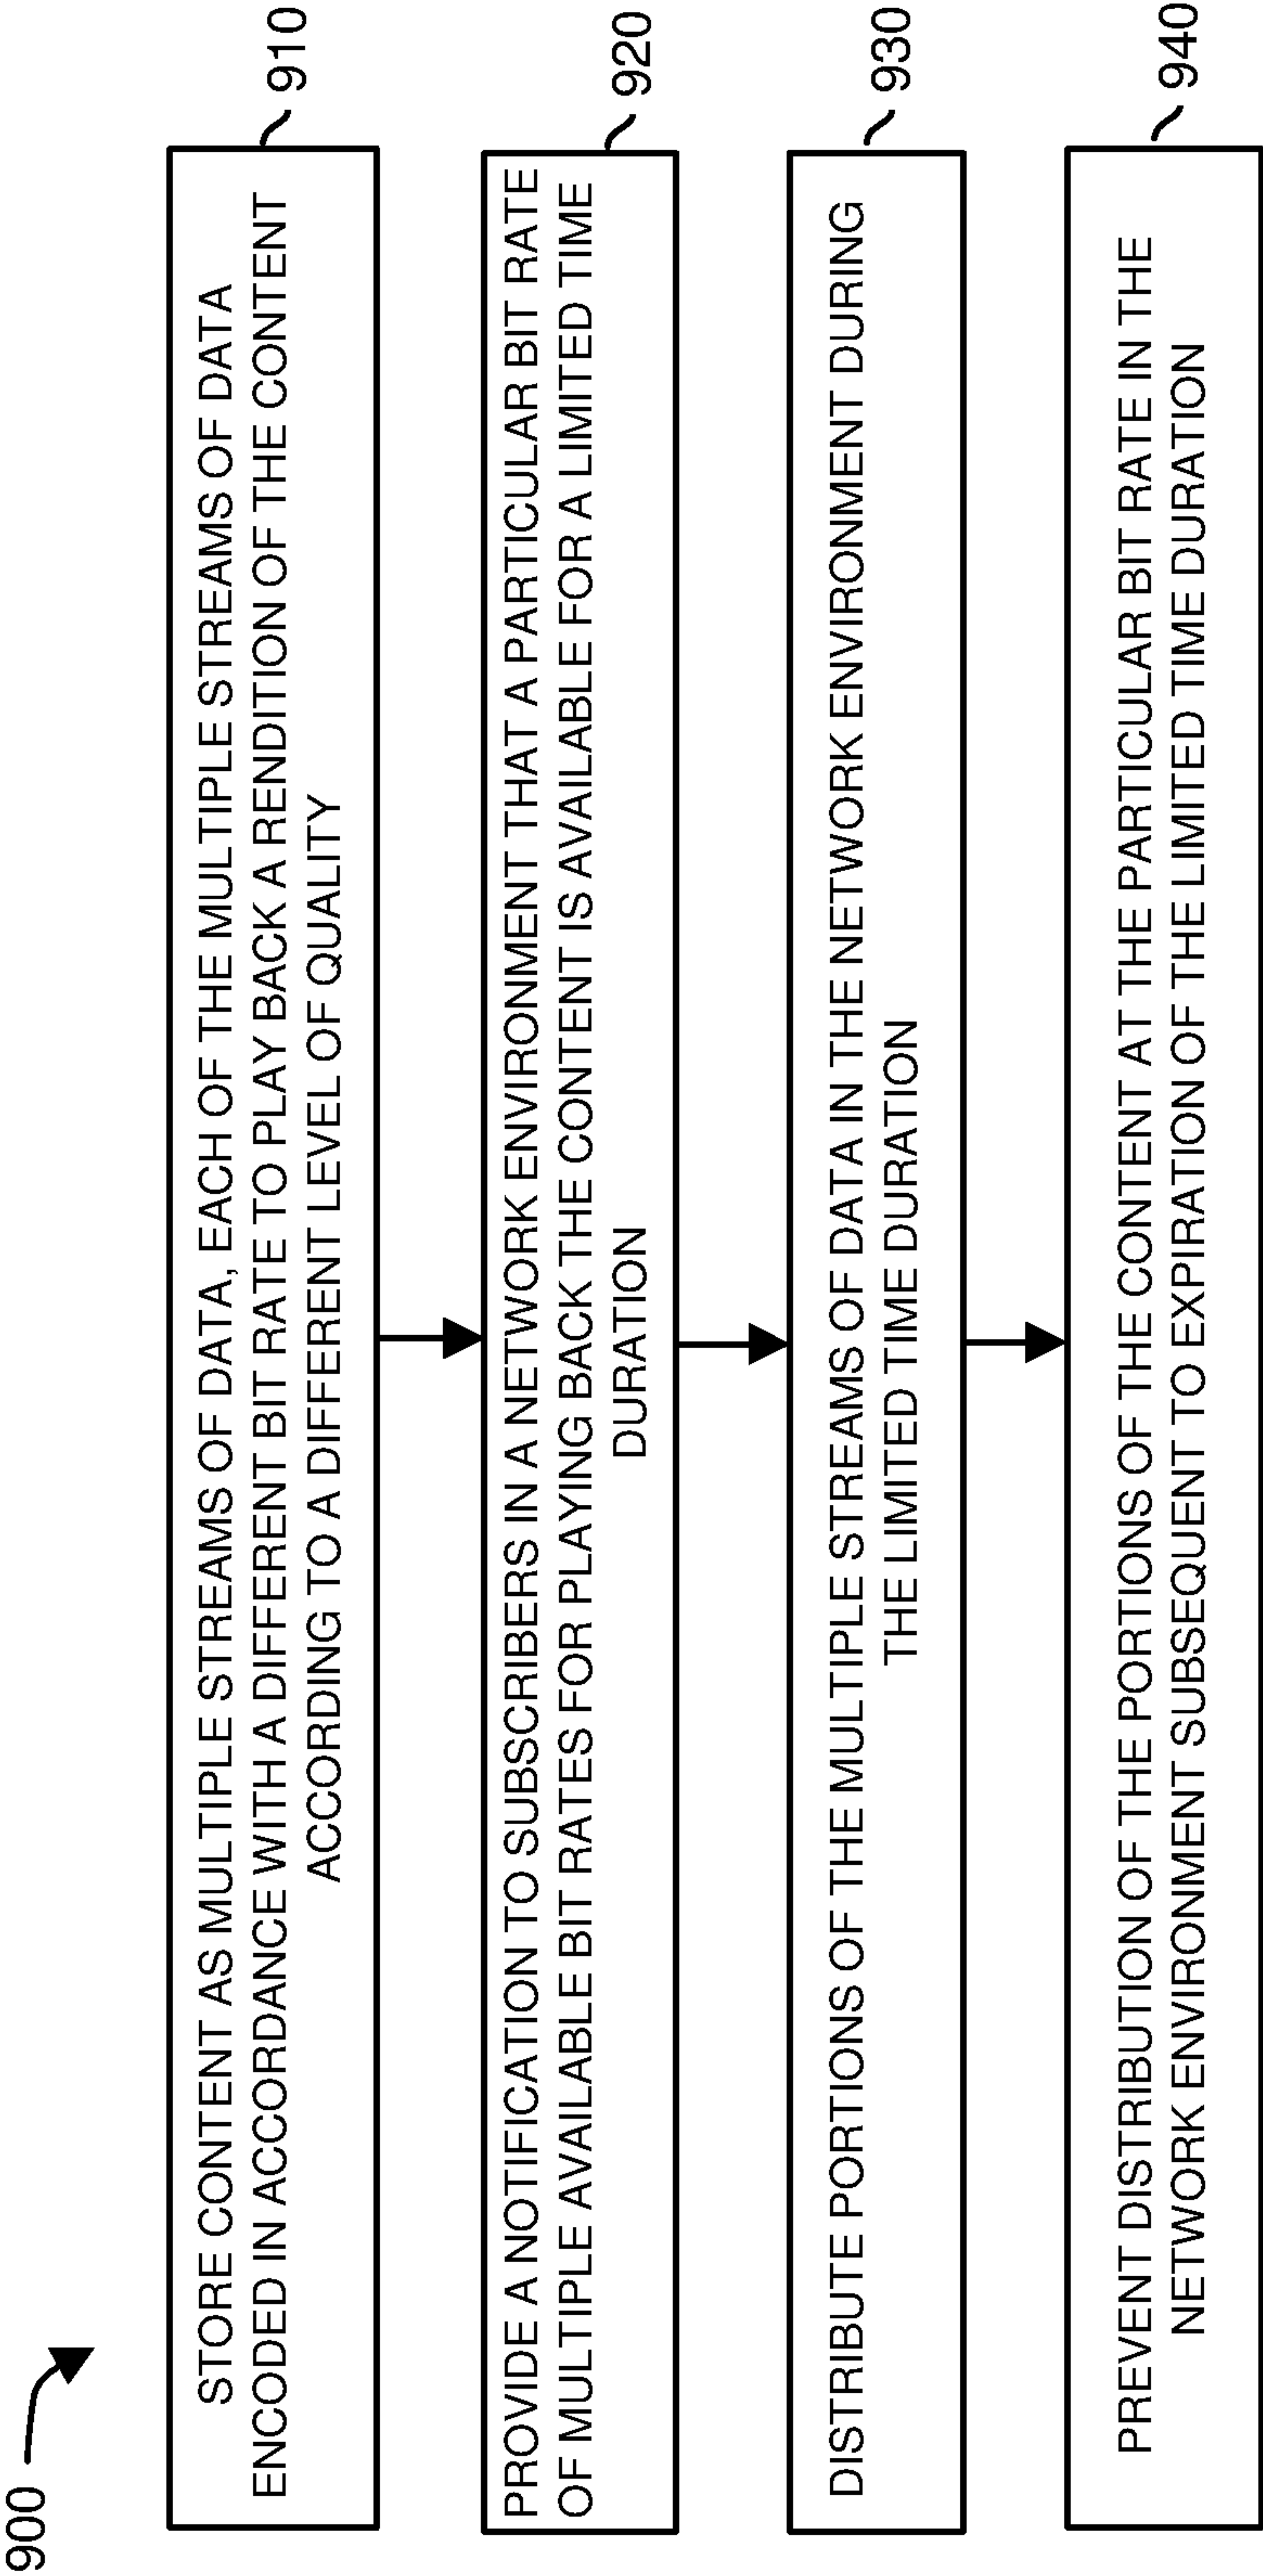 900
STORE CONTENT AS MULTIPLE STREAMS OF DATA, EACH OF THE MULTIPLE STREAMS OF DATA
ENCODED IN ACCORDANCE WITH A DIFFERENT BIT RATE TO PLAY BACK A RENDITION OF THE CONTENT
ACCORDING TO A DIFFERENT LEVEL OF QUALITY
910
PROVIDE A NOTIFICATION TO SUBSCRIBERS IN A NETWORK ENVIRONMENT THAT A PARTICULAR BIT RATE
OF MULTIPLE AVAILABLE BIT RATES FOR PLAYING BACK THE CONTENT IS AVAILABLE FOR A LIMITED TIME
DURATION
920
DISTRIBUTE PORTIONS OF THE MULTIPLE STREAMS OF DATA IN THE NETWORK ENVIRONMENT DURING
THE LIMITED TIME DURATION
930
PREVENT DISTRIBUTION OF THE PORTIONS OF THE CONTENT AT THE PARTICULAR BIT RATE IN THE
NETWORK ENVIRONMENT SUBSEQUENT TO EXPIRATION OF THE LIMITED TIME DURATION
940